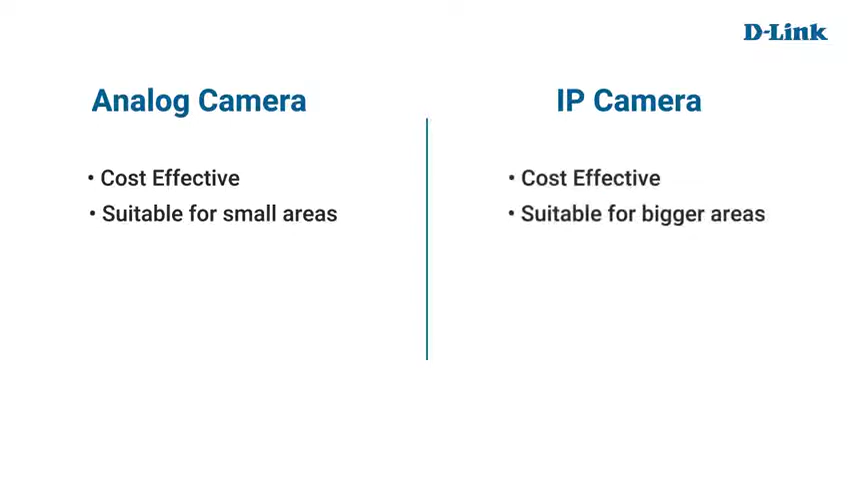 D-Link
Analog Camera
• Cost Effective
• Suitable for small areas
IP Camera
• Cost Effective
• Suitable for bigger areas